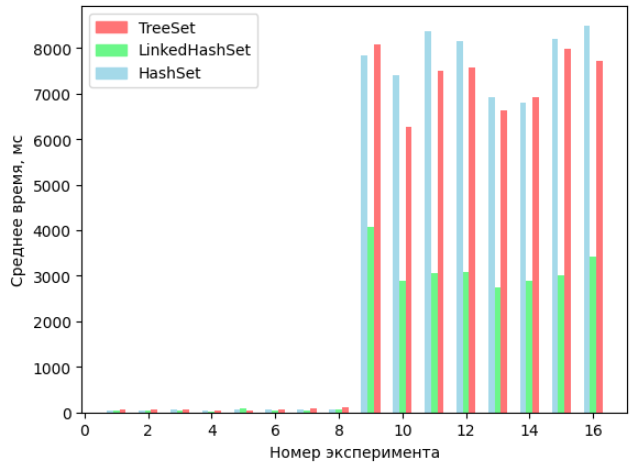 TreeSet
LinkedHashSet
HashSet
Среднее время, мс
8000
7000
6000
5000
4000
3000
2000
1000
0
0 2 4 6 8 10 12 14 16
Номер эксперимента